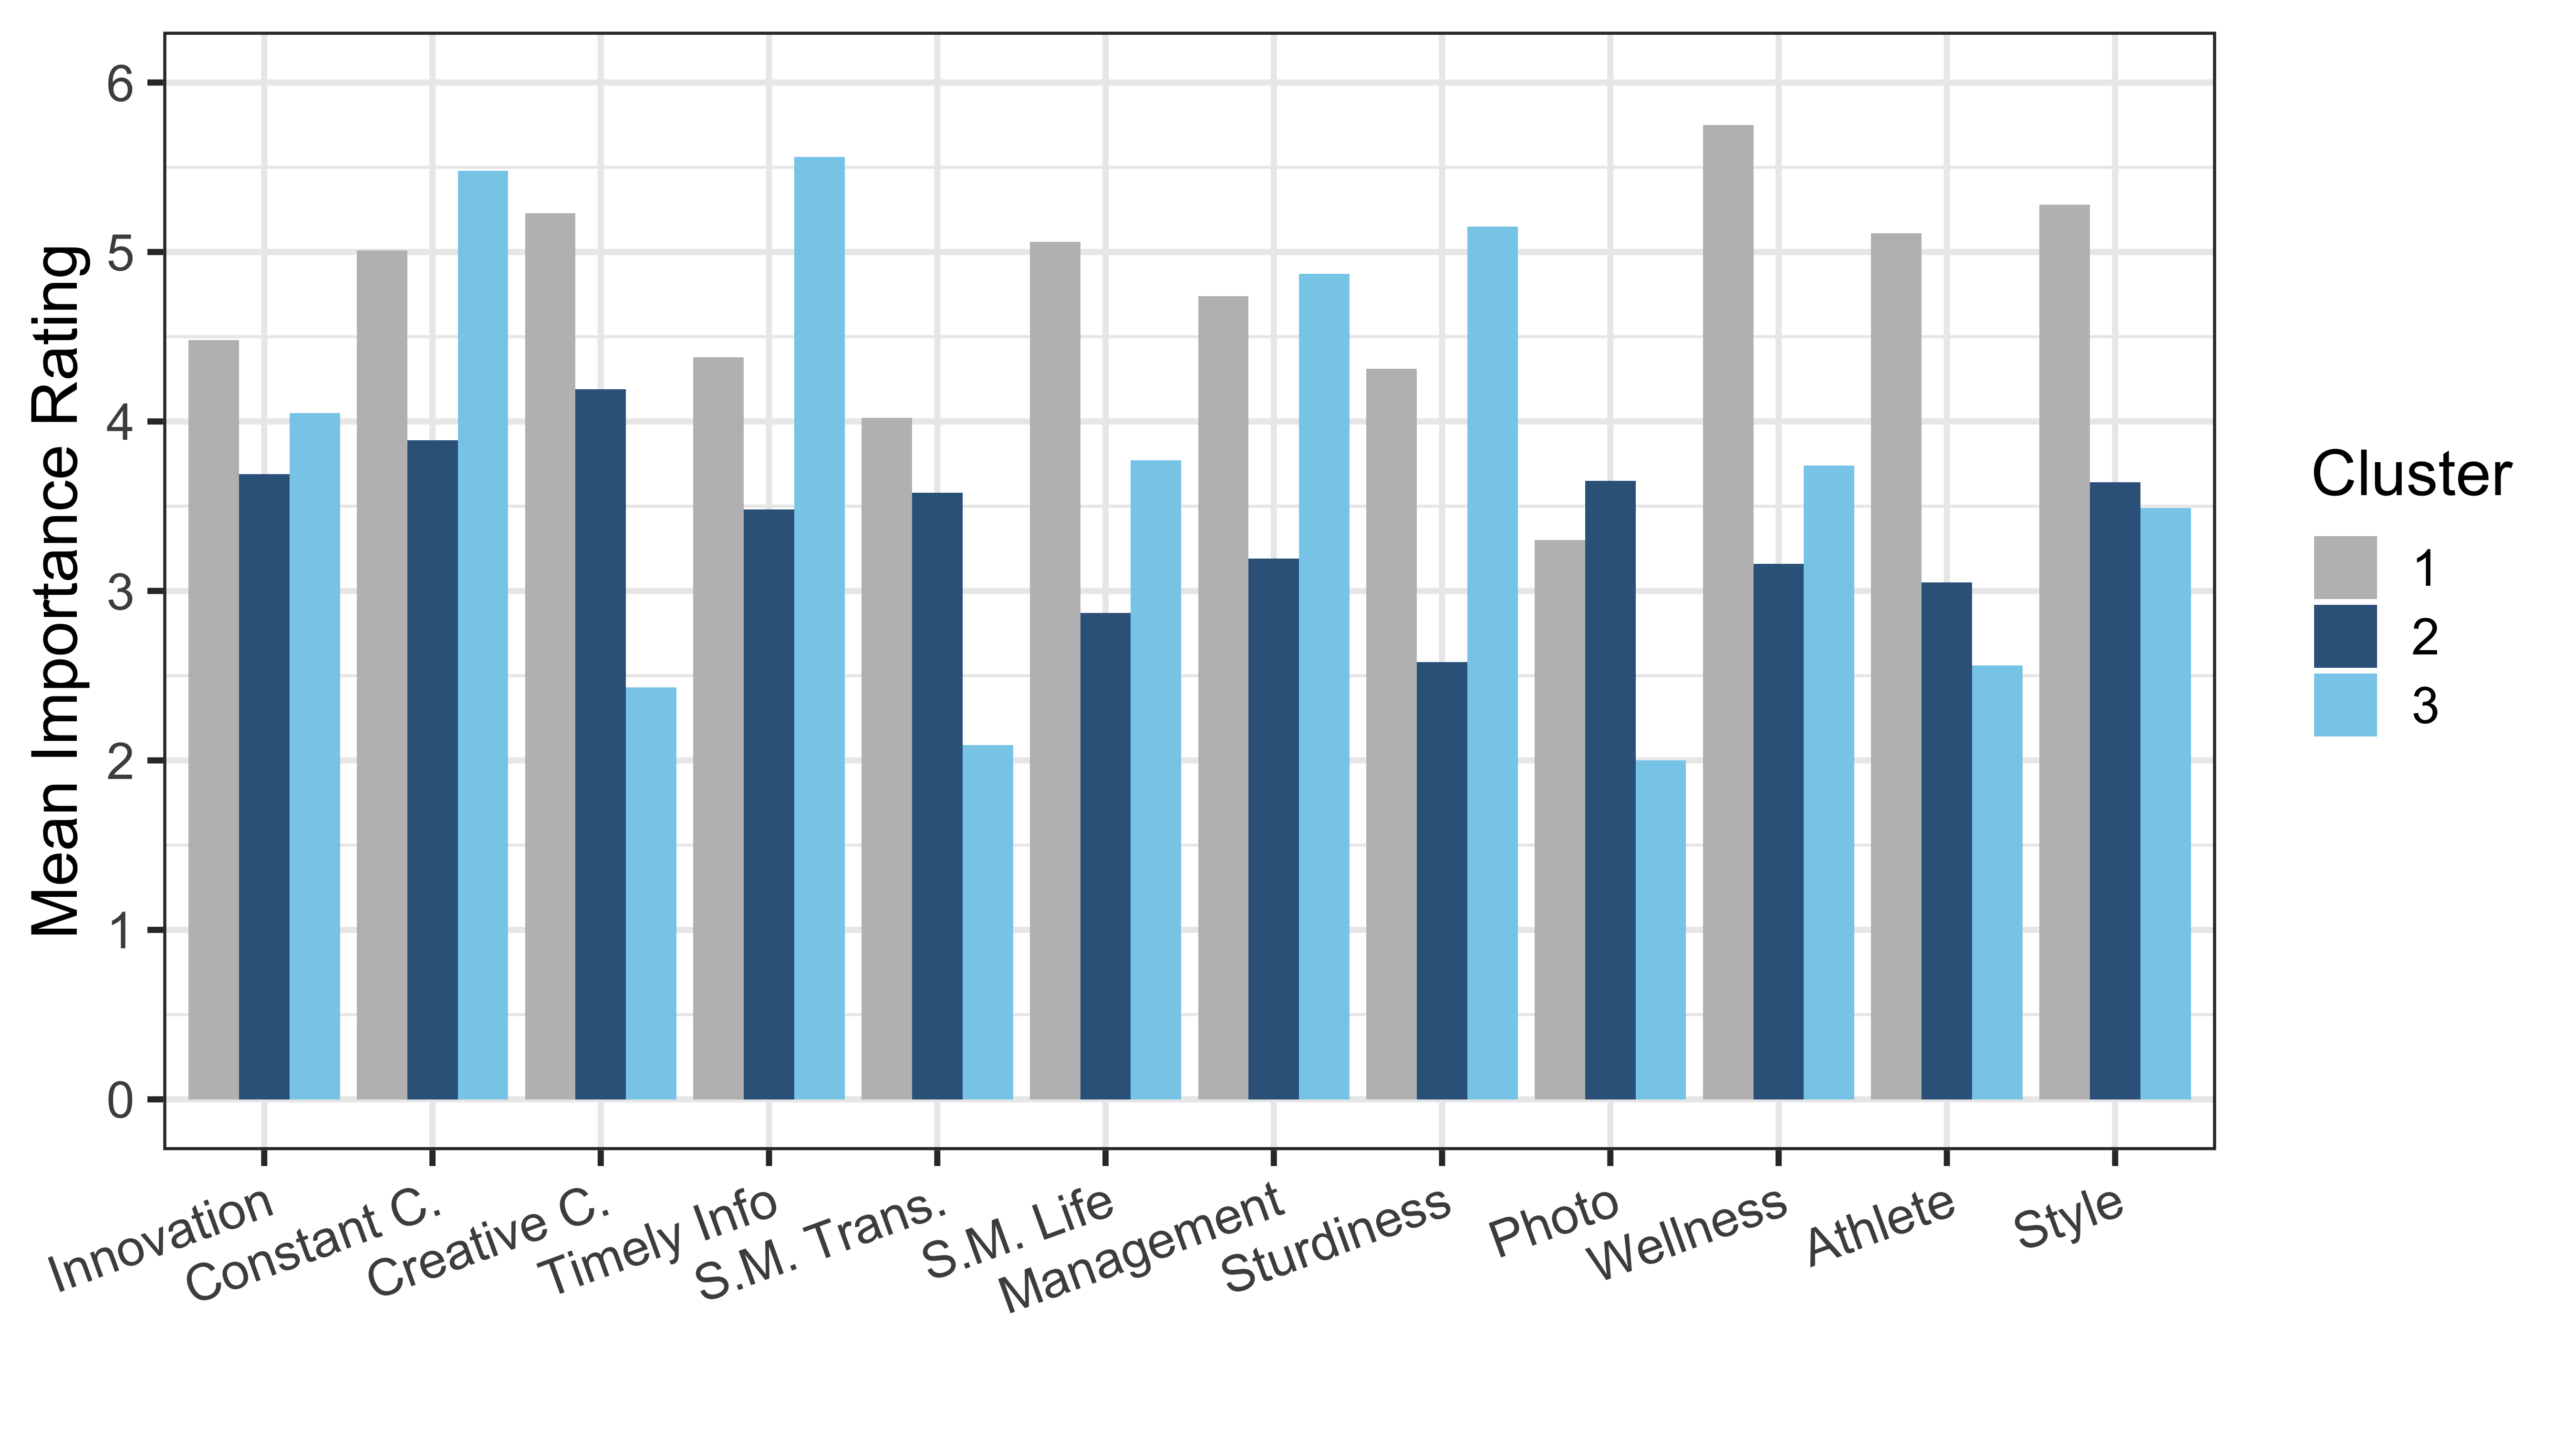 Mean Importance Rating
6
5
4
3
2
1
0
Innovation
Constant C.
Creative C.
Timely Info
S.M. Trans.
S.M. Life
Management
Sturdiness
Photo
Wellness
Athlete
Style
Cluster
1
2
3